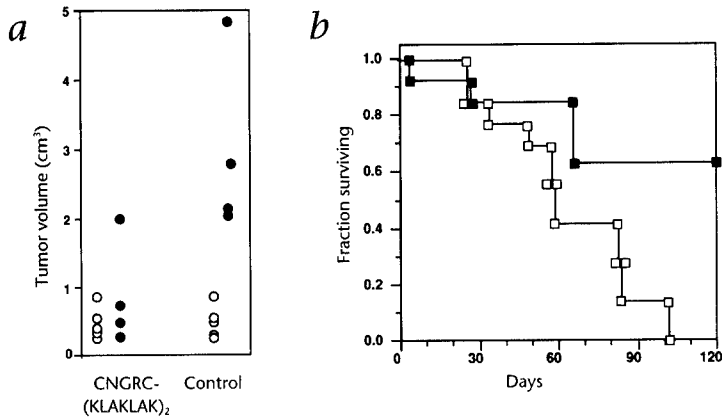 a
Tumor volume (cm³)
5
4
3
2
1
0
CNGRC-
(KLAKLAK)₂
Control
b
Fraction surviving
1.0
0.8
0.6
0.4
0.2
0.0
0
30
60
90
120
Days